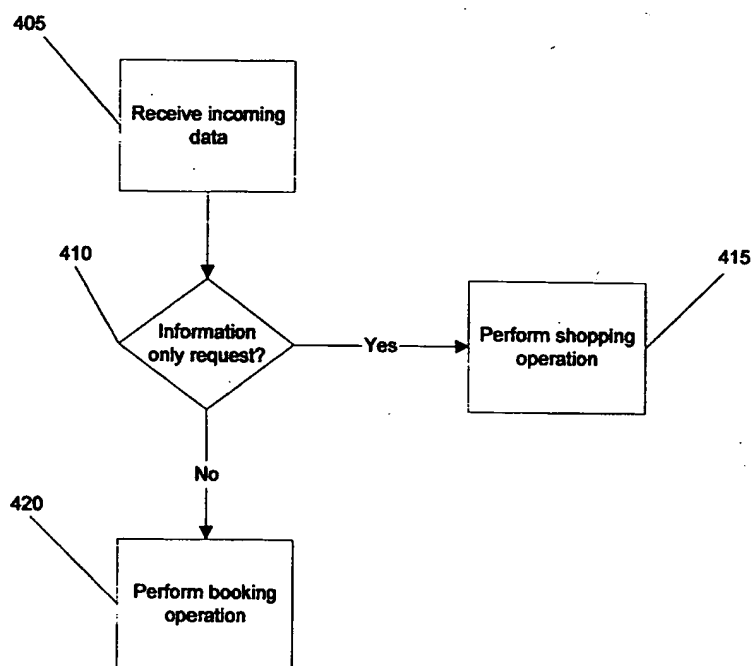 405
Receive incoming
data
410
Information
only request?
Yes
415
Perform shopping
operation
No
420
Perform booking
operation